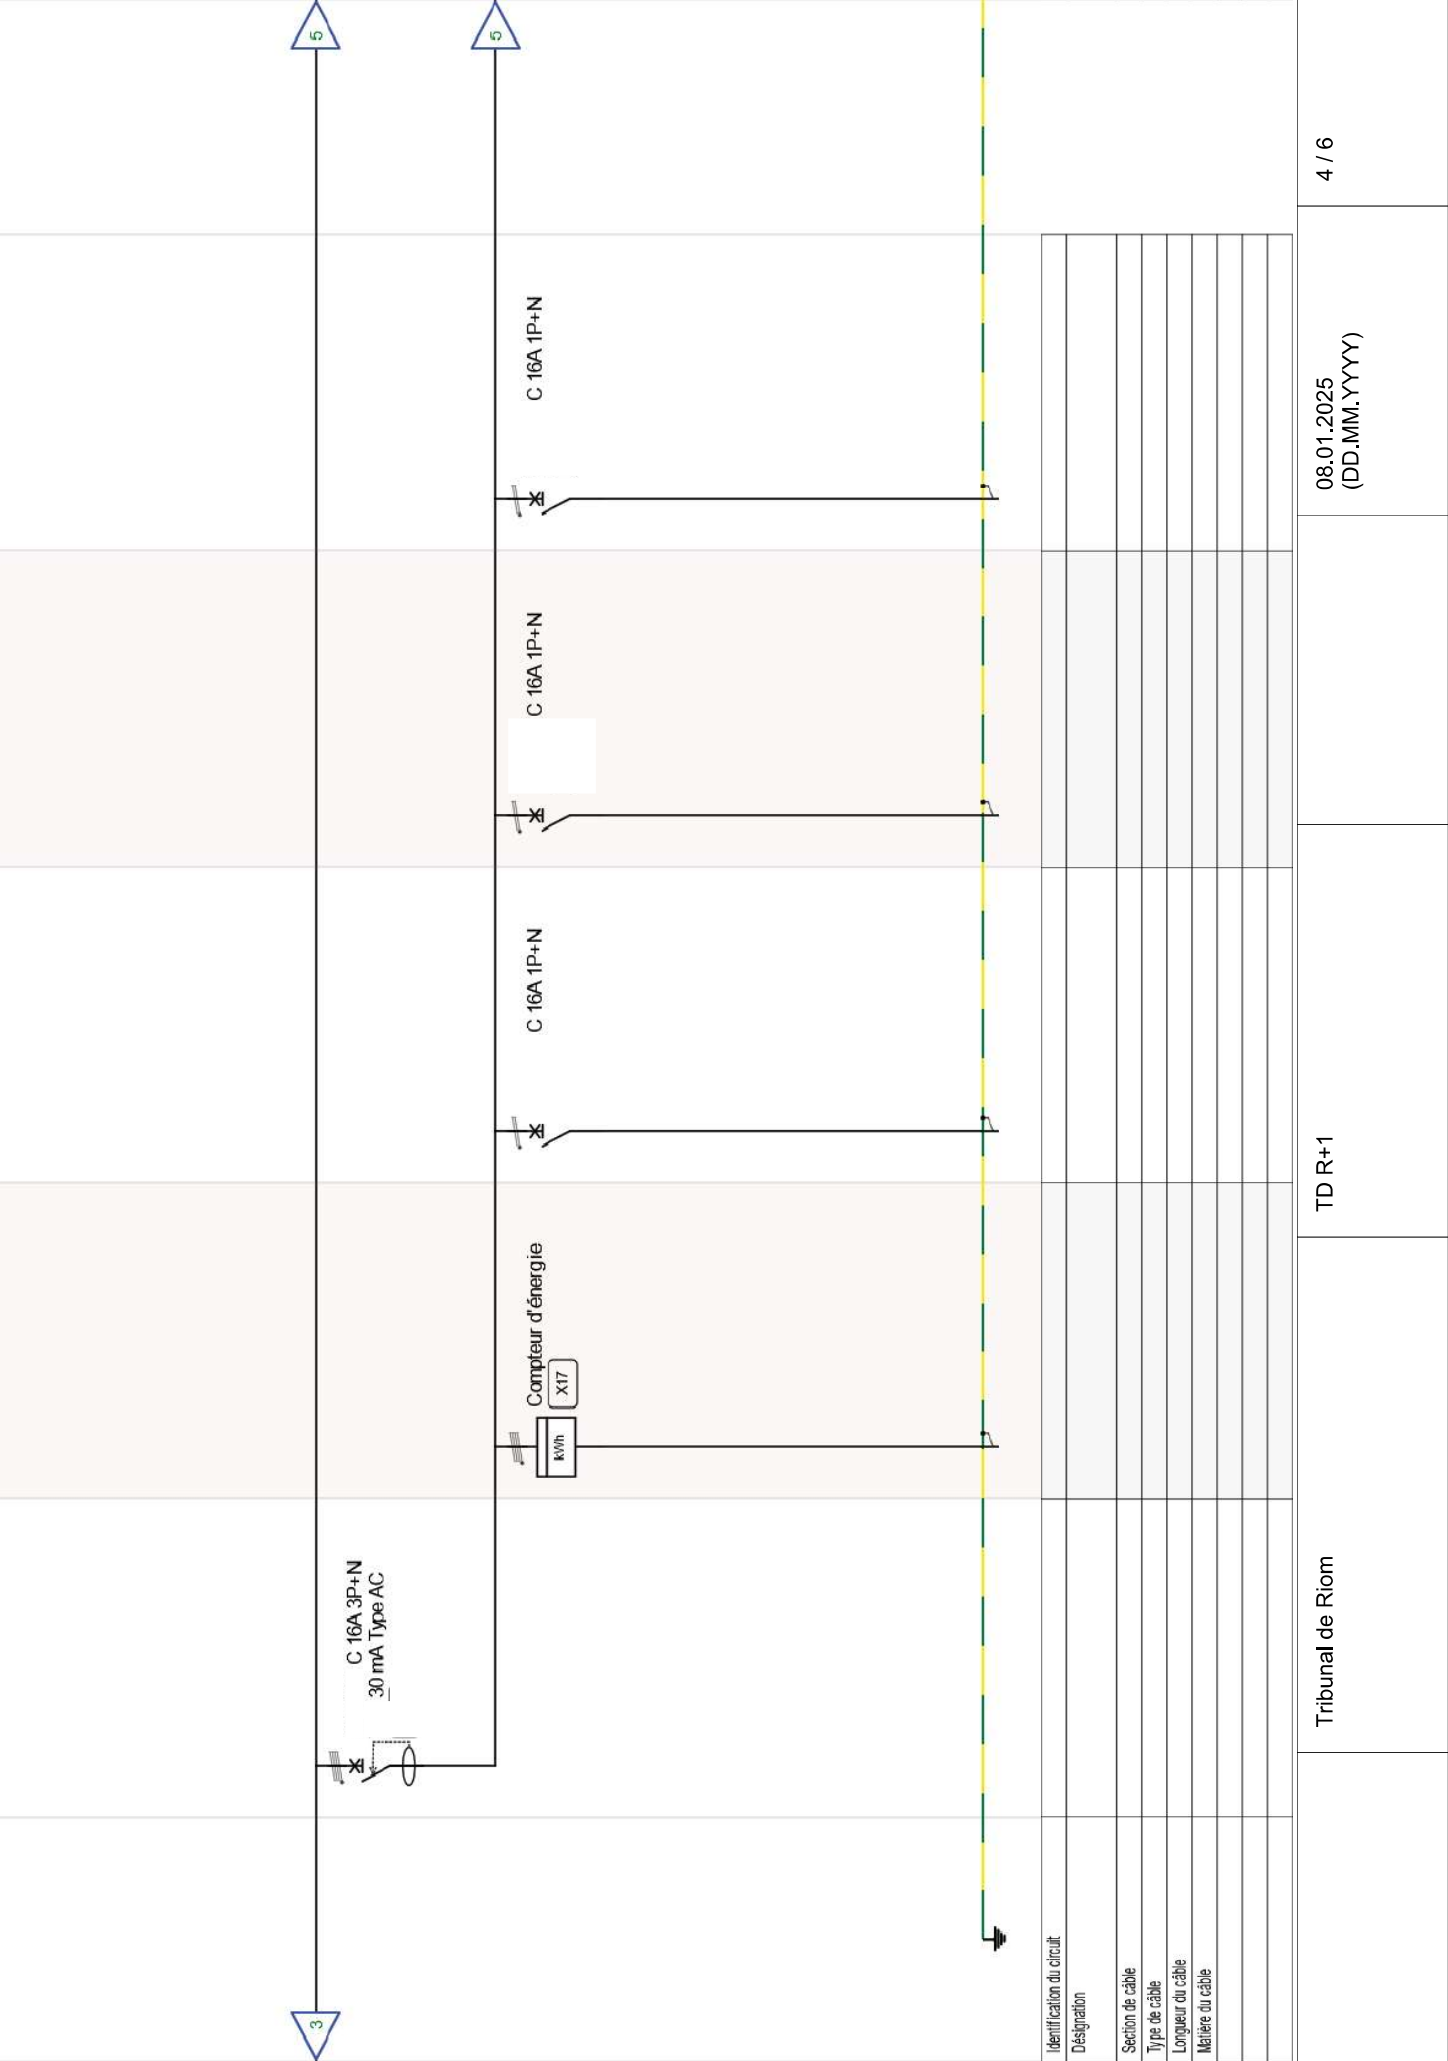 3
5
5
C 16A 3P+N
30 mA Type AC
Compteur d'énergie
X17
kWh
C 16A 1P+N
C 16A 1P+N
C 16A 1P+N
Identification du circuit
Désignation
Section de câble
Type de câble
Longueur du câble
Matière du câble
Tribunal de Riom
TD R+1
08.01.2025
(DD.MM.YYYY)
4 / 6